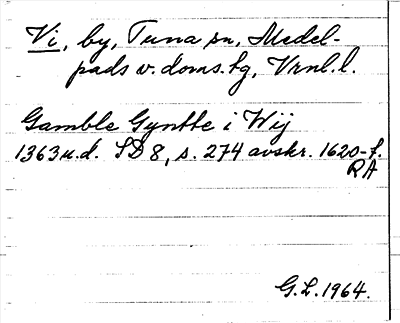 Vi, by, Tuna sn, Medel-
pads v. doms.hg, Vrnl.l.
Gamble Gyntte i Wij
1363 u.d. SD 8, s. 274 avskr. 1620-t.
RA
G.L. 1964.